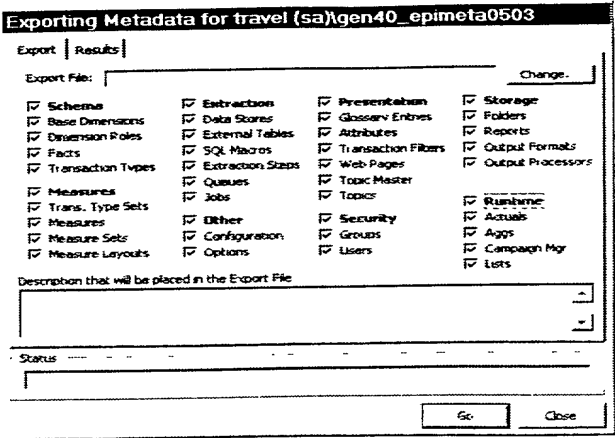 Exporting Metadata for travel (sa)\gen40_epimeta0503
Export
Results
Export File:
Change.
Schema
Base Dimensions
Dimension Roles
Facts
Transaction Types
Measures
Trans. Type Sets
Measures
Measure Sets
Measure Layouts
Extraction
Data Stores
External Tables
SQL Macros
Extraction Steps
Queues
Jobs
Other
Configuration
Options
Presentation
Glossary Entries
Attributes
Transaction Filters
Web Pages
Topic Master
Topics
Security
Groups
Users
Storage
Folders
Reports
Output Formats
Output Processors
Runtime
Actuals
Aggs
Campaign Mgr
Lists
Description that will be placed in the Export File
Status
Go
Close